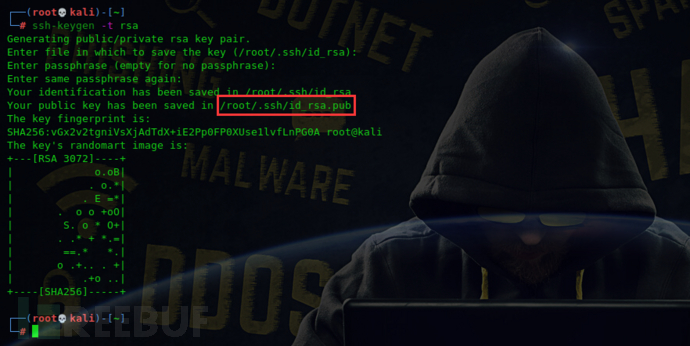 ┌──(root💀kali)-[~]
└─# ssh-keygen -t rsa
Generating public/private rsa key pair.
Enter file in which to save the key (/root/.ssh/id_rsa):
Enter passphrase (empty for no passphrase):
Enter same passphrase again:
Your identification has been saved in /root/.ssh/id_rsa
Your public key has been saved in /root/.ssh/id_rsa.pub
The key fingerprint is:
SHA256:vGx2v2tgniVsXjAdTdX+iE2Pp0FP0XUse1lvfLnPG0A root@kali
The key's randomart image is:
+---[RSA 3072]----+
|             o.oB|
|            . o.*|
|           . E =*|
|       .  o o +oO|
|        S. o * O+|
|       . .* + *.=|
|        ==.*   *.|
|       o .+.. . +|
|           .+o ..|
+----[SHA256]-----+
┌──(root💀kali)-[~]
└─#
BOTNET
SPA
MALWARE
DDOS
REEBUF